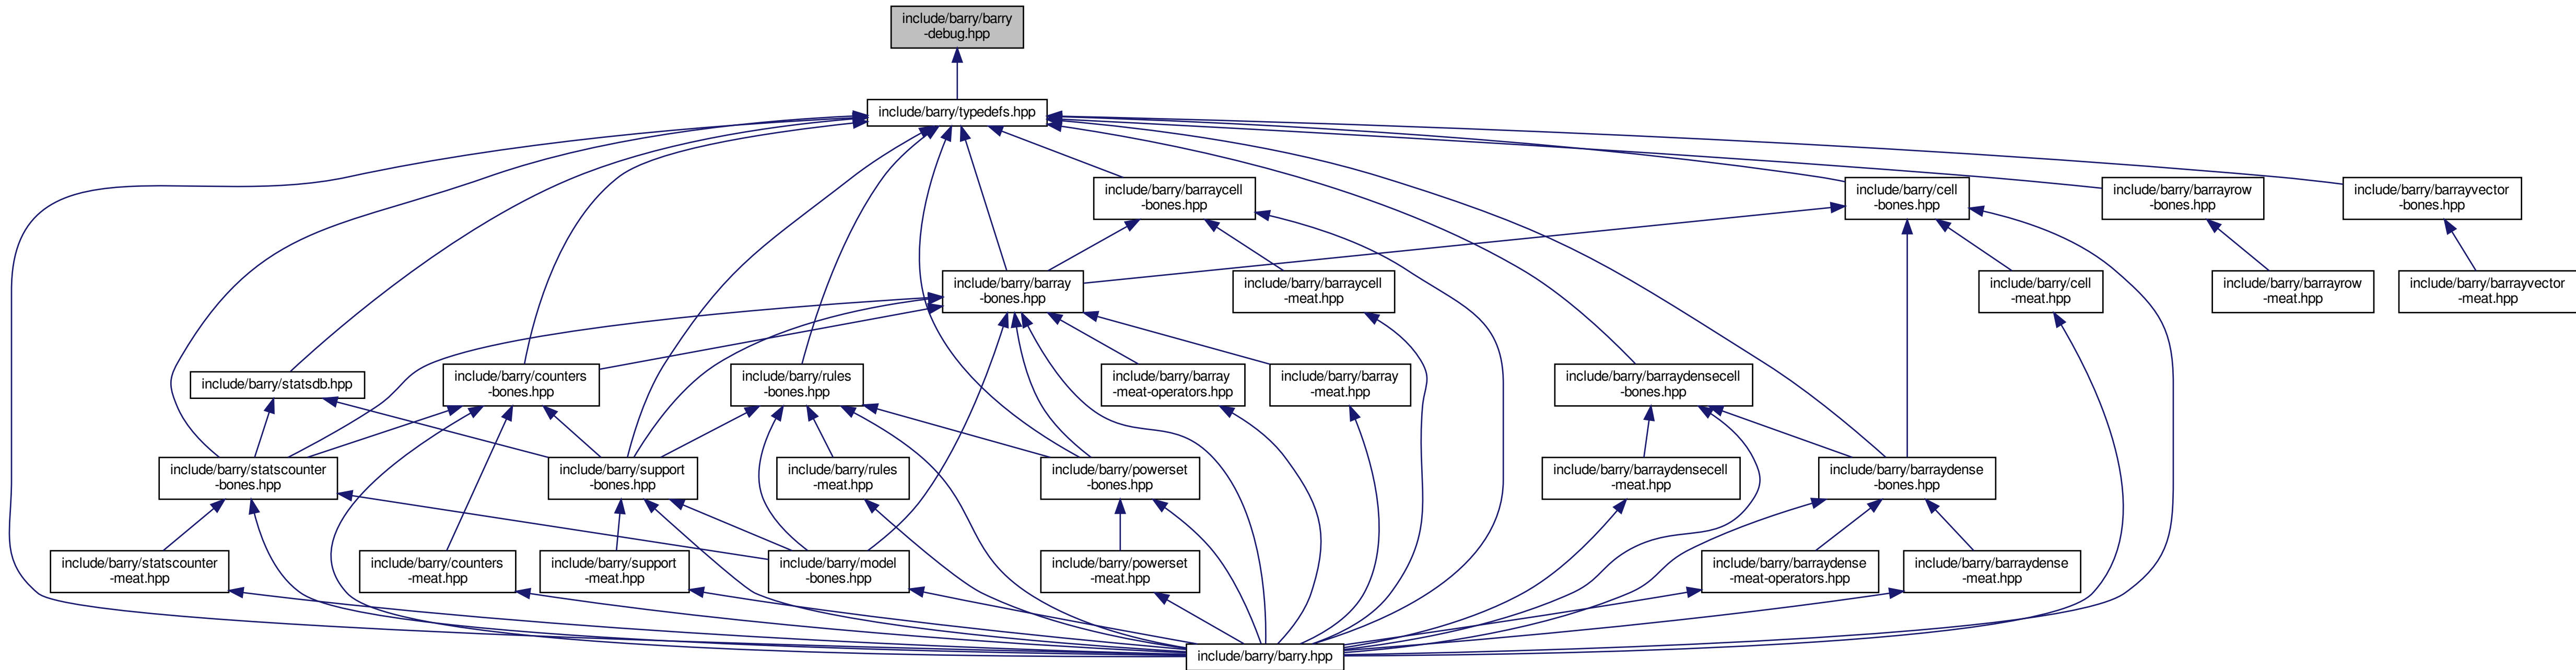 include/barry/barry
-debug.hpp
include/barry/typedefs.hpp
include/barry/barraycell
-bones.hpp
include/barry/cell
-bones.hpp
include/barry/barrayrow
-bones.hpp
include/barry/barrayvector
-bones.hpp
include/barry/barray
-bones.hpp
include/barry/barraycell
-meat.hpp
include/barry/cell
-meat.hpp
include/barry/barrayrow
-meat.hpp
include/barry/barrayvector
-meat.hpp
include/barry/statsdb.hpp
include/barry/counters
-bones.hpp
include/barry/rules
-bones.hpp
include/barry/barray
-meat-operators.hpp
include/barry/barray
-meat.hpp
include/barry/barraydensecell
-bones.hpp
include/barry/statscounter
-bones.hpp
include/barry/support
-bones.hpp
include/barry/rules
-meat.hpp
include/barry/powerset
-bones.hpp
include/barry/barraydensecell
-meat.hpp
include/barry/barraydense
-bones.hpp
include/barry/statscounter
-meat.hpp
include/barry/counters
-meat.hpp
include/barry/support
-meat.hpp
include/barry/model
-bones.hpp
include/barry/powerset
-meat.hpp
include/barry/barraydense
-meat-operators.hpp
include/barry/barraydense
-meat.hpp
include/barry/barry.hpp